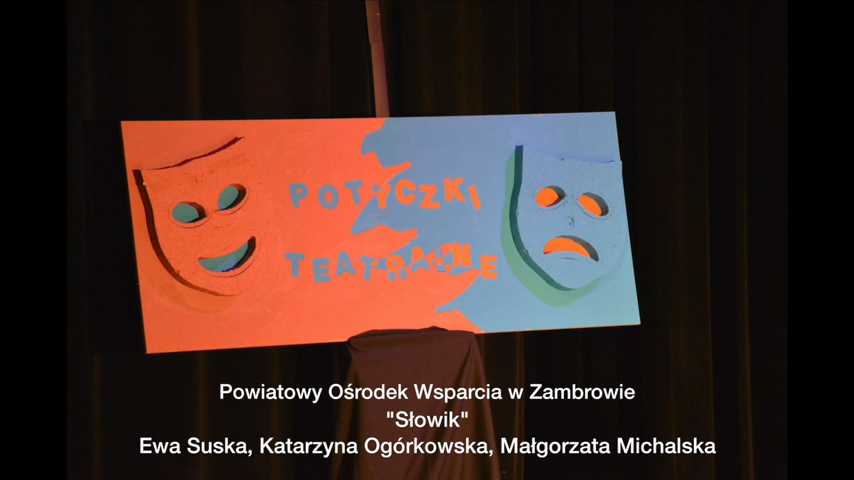 POTYCZKI
TEATRALNE
Powiatowy Ośrodek Wsparcia w Zambrowie
"Słowik"
Ewa Suska, Katarzyna Ogórkowska, Małgorzata Michalska